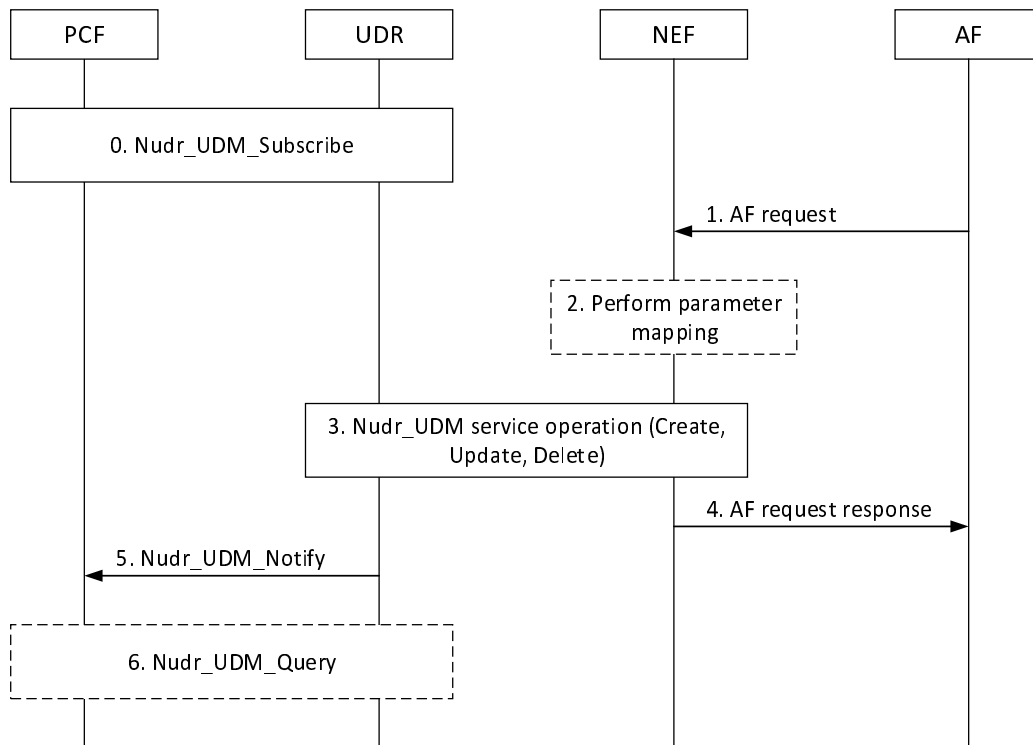 PCF
UDR
NEF
AF
0. Nudr_UDM_Subscribe
1. AF request
2. Perform parameter
mapping
3. Nudr_UDM service operation (Create,
Update, Delete)
4. AF request response
5. Nudr_UDM_Notify
6. Nudr_UDM_Query